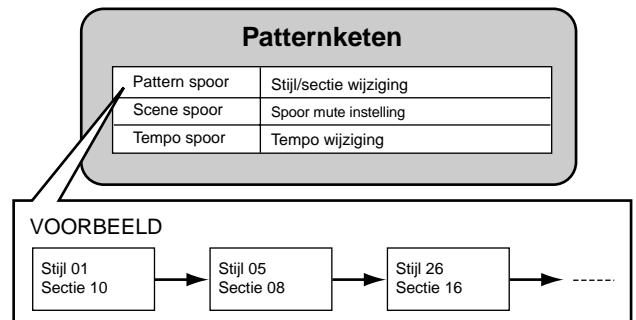 Patternketen
Pattern spoor Stijl/sectie wijziging
Scene spoor Spoor mute instelling
Tempo spoor Tempo wijziging
VOORBEELD
Stijl 01
Sectie 10
Stijl 05
Sectie 08
Stijl 26
Sectie 16